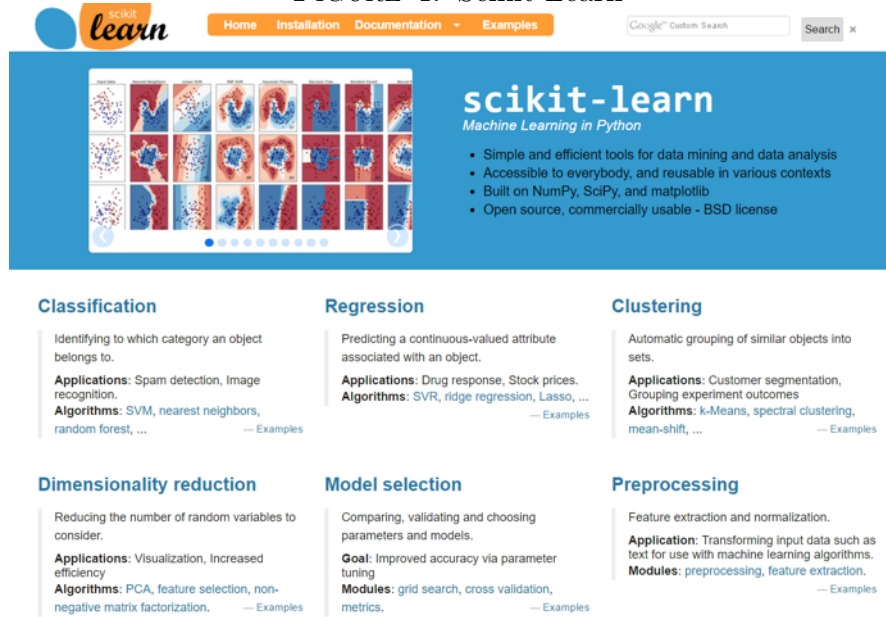 scikit
learn
Home Installation Documentation Examples
Google™ Custom Search
Search ×
scikit-learn
Machine Learning in Python
• Simple and efficient tools for data mining and data analysis
• Accessible to everybody, and reusable in various contexts
• Built on NumPy, SciPy, and matplotlib
• Open source, commercially usable - BSD license
Classification
Identifying to which category an object
belongs to.
Applications: Spam detection, Image
recognition.
Algorithms: SVM, nearest neighbors,
random forest, ... — Examples
Regression
Predicting a continuous-valued attribute
associated with an object.
Applications: Drug response, Stock prices.
Algorithms: SVR, ridge regression, Lasso, ...
— Examples
Clustering
Automatic grouping of similar objects into
sets.
Applications: Customer segmentation,
Grouping experiment outcomes
Algorithms: k-Means, spectral clustering,
mean-shift, ... — Examples
Dimensionality reduction
Reducing the number of random variables to
consider.
Applications: Visualization, Increased
efficiency
Algorithms: PCA, feature selection, non-
negative matrix factorization. — Examples
Model selection
Comparing, validating and choosing
parameters and models.
Goal: Improved accuracy via parameter
tuning
Modules: grid search, cross validation,
metrics. — Examples
Preprocessing
Feature extraction and normalization.
Application: Transforming input data such as
text for use with machine learning algorithms.
Modules: preprocessing, feature extraction.
— Examples